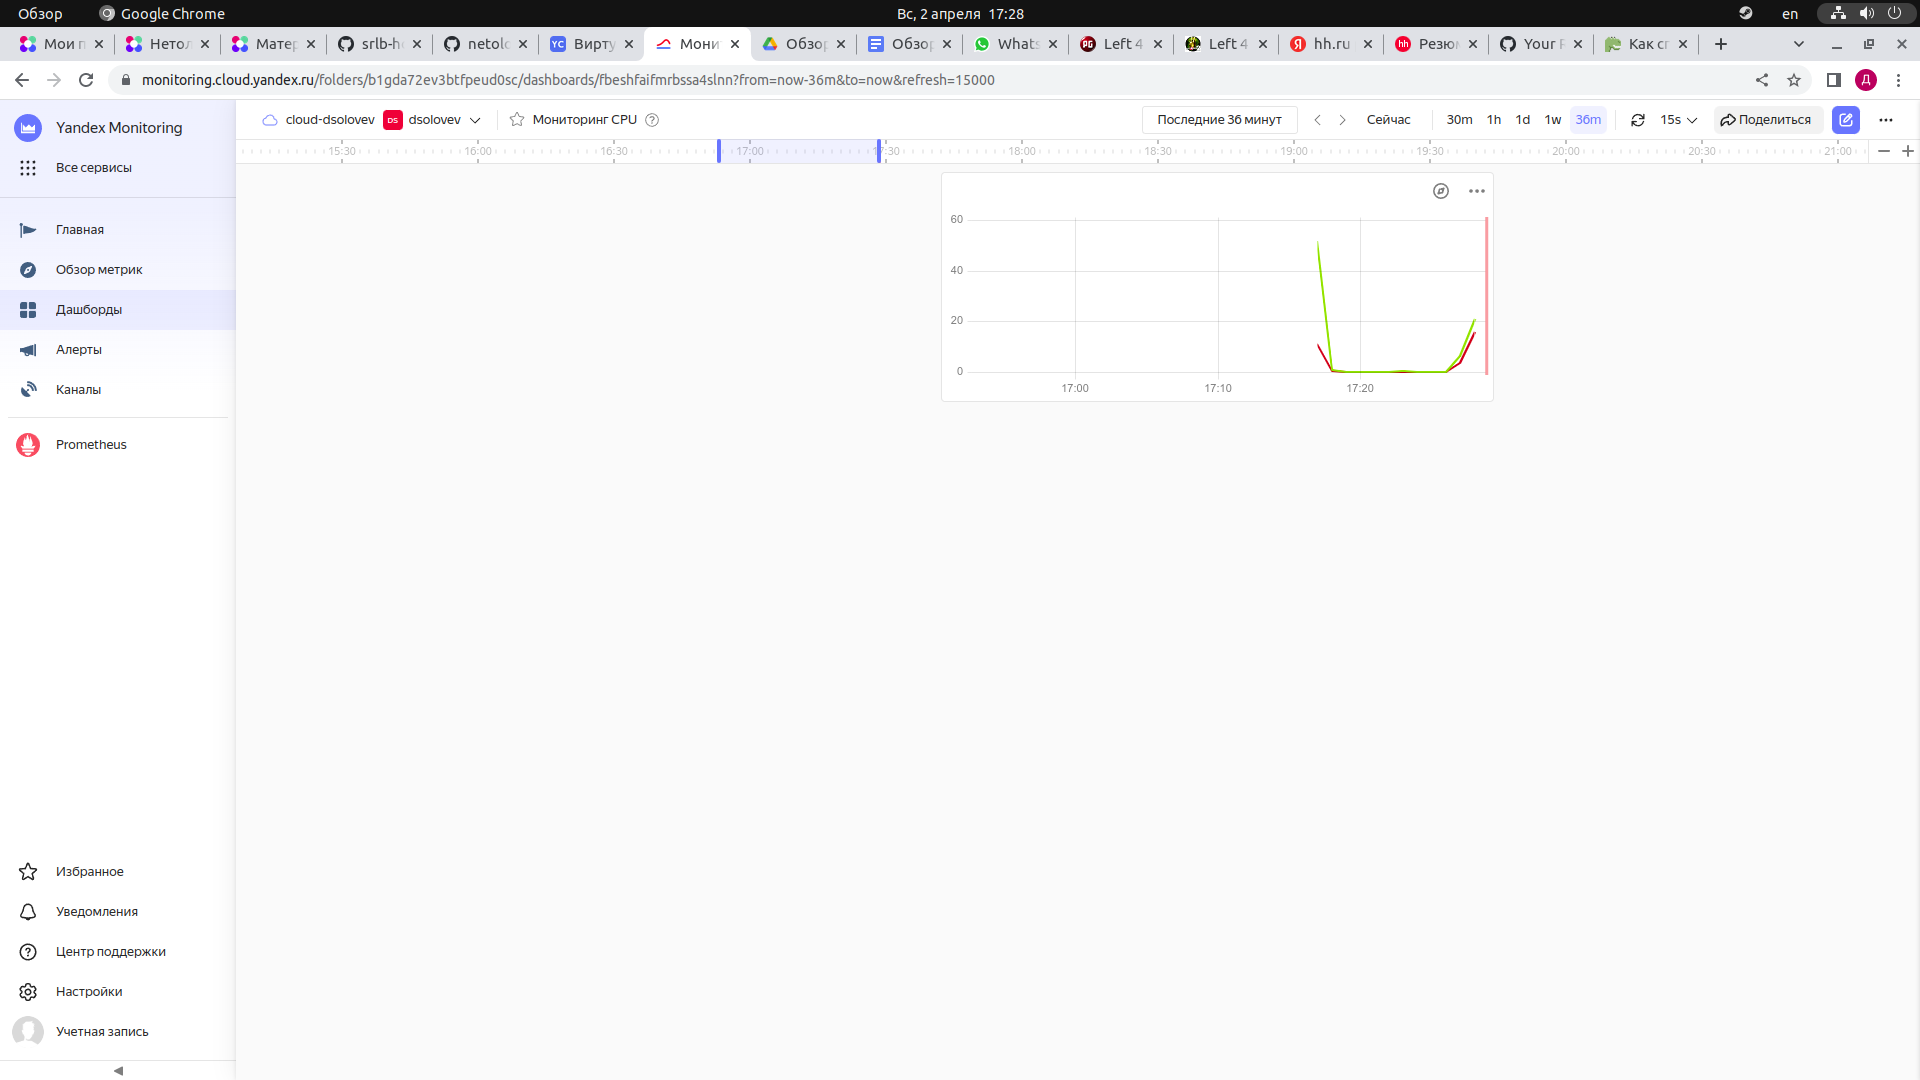 Обзор Google Chrome Вс, 2 апреля 17:28 en
Мои п Нетол Матер srlb-h netolo YC Вирту Мони Обзор Обзор Whats PG Left 4 Left 4 Я hh.ru hh Резюм Your Как сп
monitoring.cloud.yandex.ru/folders/b1gda72ev3btfpeud0sc/dashboards/fbeshfaifmrbssa4slnn?from=now-36m&to=now&refresh=15000 Д
Yandex Monitoring
Все сервисы
Главная
Обзор метрик
Дашборды
Алерты
Каналы
Prometheus
Избранное
Уведомления
Центр поддержки
Настройки
Учетная запись
cloud-dsolovev DS dsolovev Мониторинг CPU ? Последние 36 минут Сейчас 30m 1h 1d 1w 36m 15s Поделиться
15:30 16:00 16:30 17:00 17:30 18:00 18:30 19:00 19:30 20:00 20:30 21:00
60
40
20
0
17:00 17:10 17:20